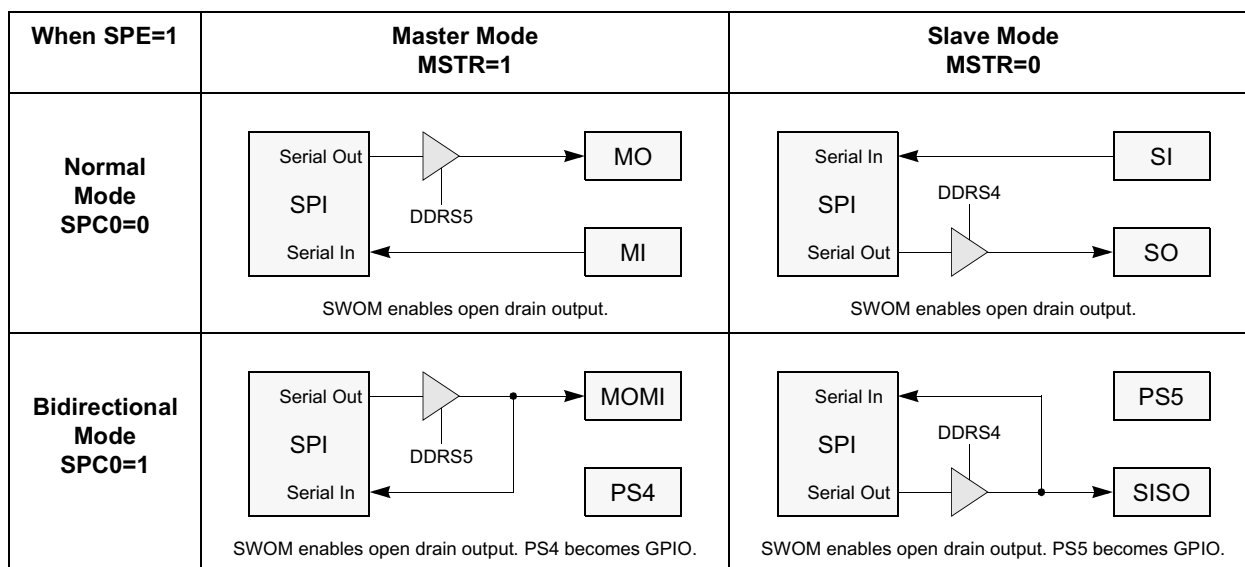 When SPE=1
Master Mode
MSTR=1
Slave Mode
MSTR=0
Normal
Mode
SPC0=0
Serial Out
SPI
Serial In
DDRS5
MO
MI
SWOM enables open drain output.
Serial In
SPI
Serial Out
DDRS4
SI
SO
SWOM enables open drain output.
Bidirectional
Mode
SPC0=1
Serial Out
SPI
Serial In
DDRS5
MOMI
PS4
SWOM enables open drain output. PS4 becomes GPIO.
Serial In
SPI
Serial Out
DDRS4
PS5
SISO
SWOM enables open drain output. PS5 becomes GPIO.